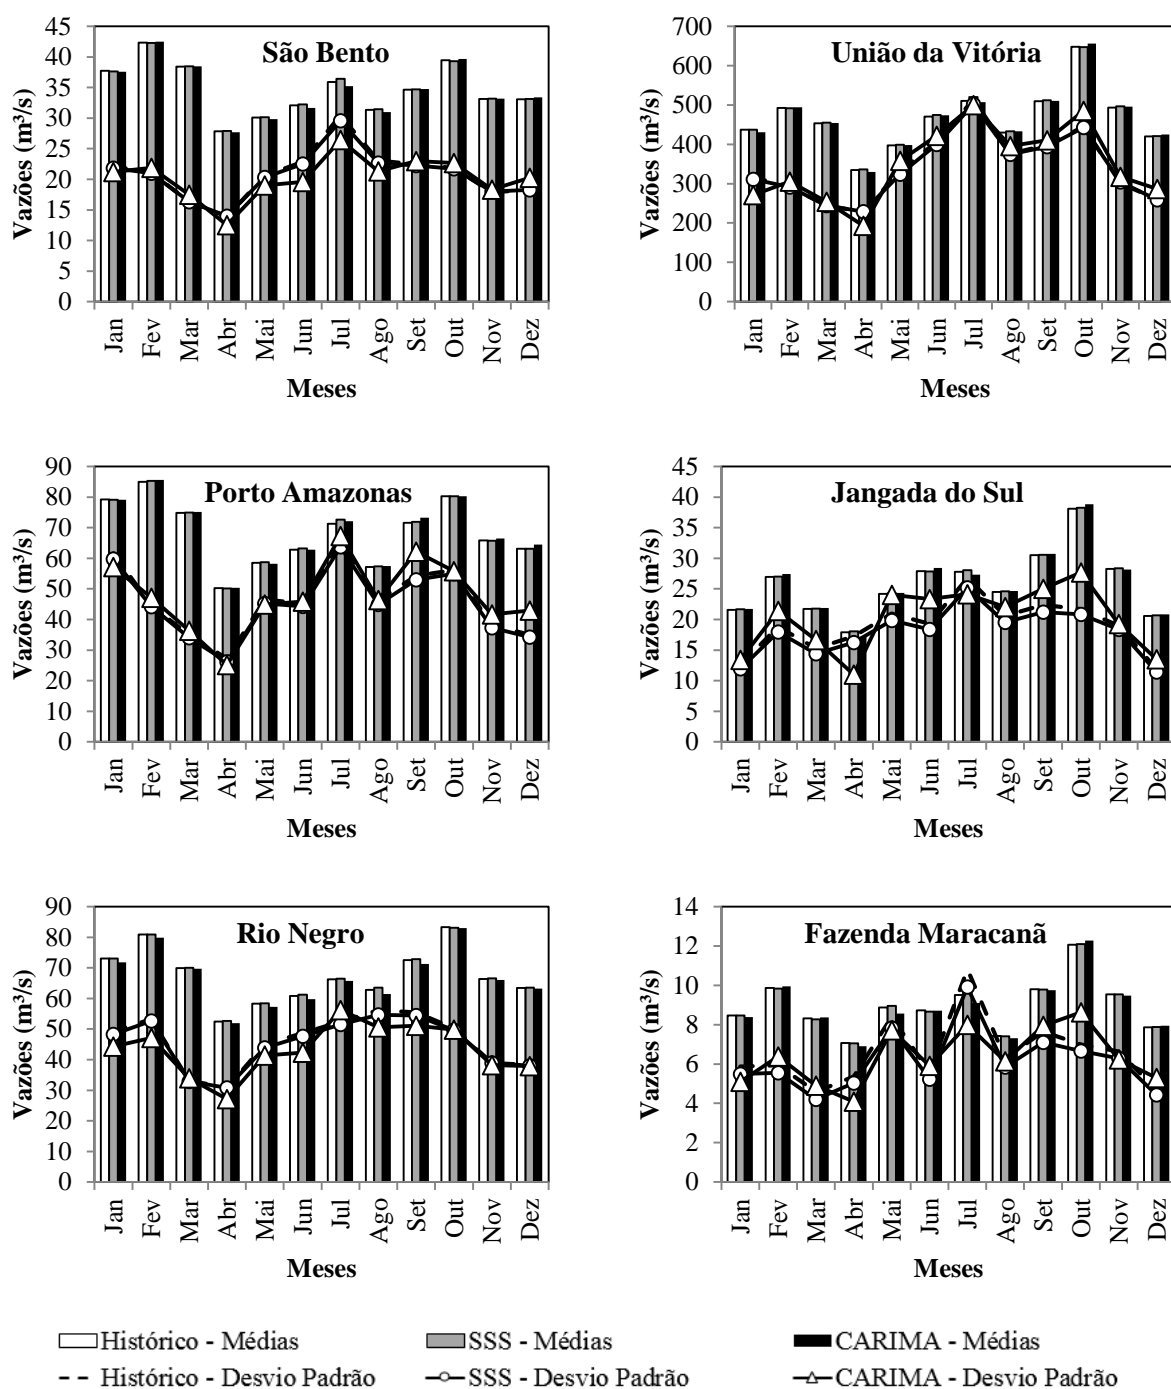 São Bento
Vazões (m³/s)
45
40
35
30
25
20
15
10
5
0
Jan Fev Mar Abr Mai Jun Jul Ago Set Out Nov Dez
Meses
União da Vitória
Vazões (m³/s)
700
600
500
400
300
200
100
0
Jan Fev Mar Abr Mai Jun Jul Ago Set Out Nov Dez
Meses
Porto Amazonas
Vazões (m³/s)
90
80
70
60
50
40
30
20
10
0
Jan Fev Mar Abr Mai Jun Jul Ago Set Out Nov Dez
Meses
Jangada do Sul
Vazões (m³/s)
45
40
35
30
25
20
15
10
5
0
Jan Fev Mar Abr Mai Jun Jul Ago Set Out Nov Dez
Meses
Rio Negro
Vazões (m³/s)
90
80
70
60
50
40
30
20
10
0
Jan Fev Mar Abr Mai Jun Jul Ago Set Out Nov Dez
Meses
Fazenda Maracanã
Vazões (m³/s)
14
12
10
8
6
4
2
0
Jan Fev Mar Abr Mai Jun Jul Ago Set Out Nov Dez
Meses
Histórico - Médias SSS - Médias CARIMA - Médias
Histórico - Desvio Padrão SSS - Desvio Padrão CARIMA - Desvio Padrão